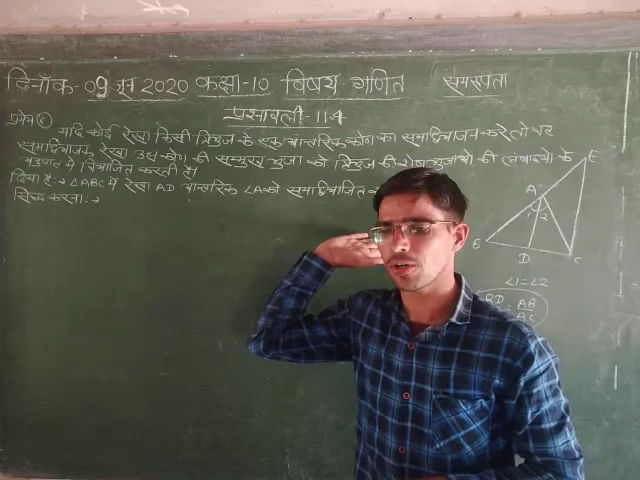 दिनाँक- 09 जून 2020 कक्षा-10 विषय गणित समरूपता
प्रश्नावली-11.4
प्रमेय यदि कोई रेखा किसी त्रिभुज के एक आन्तरिक कोण का समद्विभाजन करे तो वह
समद्विभाजक रेखा उस कोण की सम्मुख भुजा को त्रिभुज की शेष भुजाओं की लम्बाइयों के
अनुपात में विभाजित करती है।
दिया है:→ △ABC में रेखा AD आन्तरिक ∠A को समद्विभाजित
सिद्ध करना:→
E
A
1 2
B
D
C
∠1=∠2
BD = AB
AC